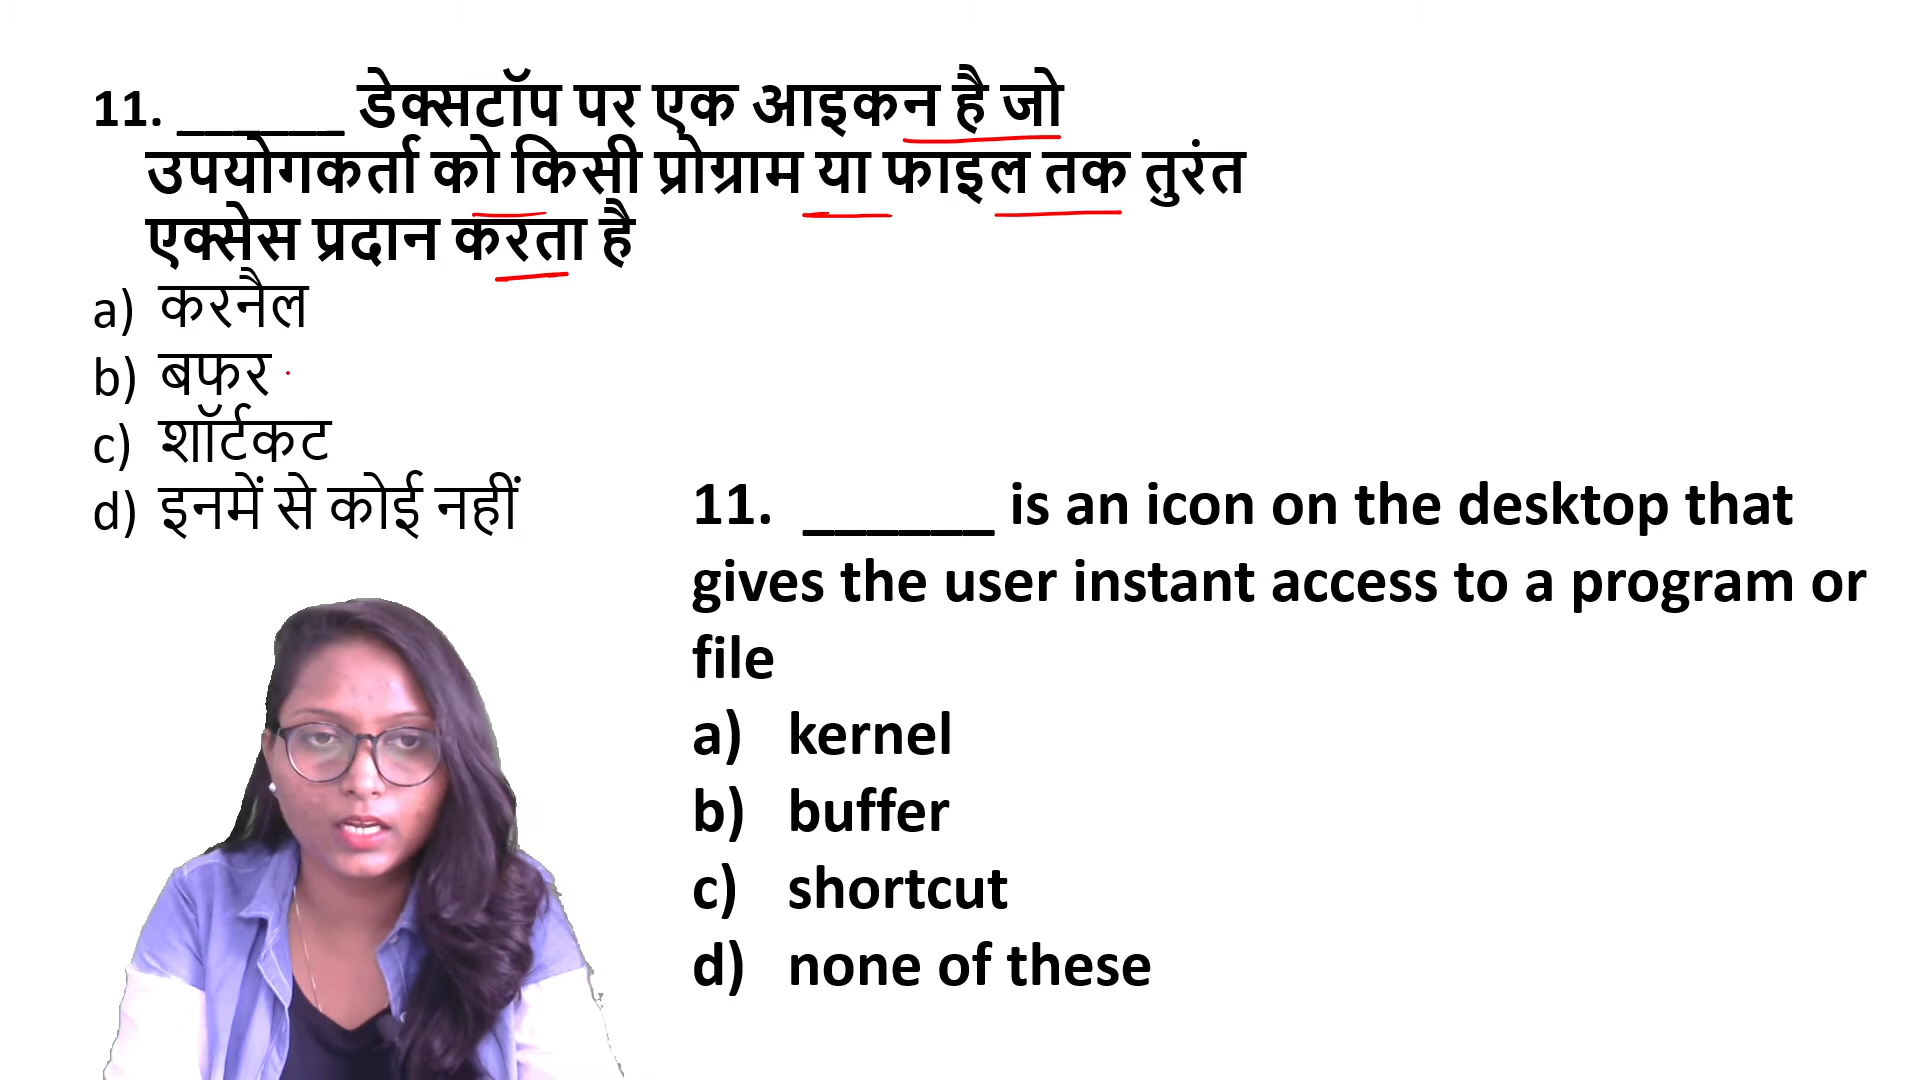 11. ______ डेक्सटॉप पर एक आइकन है जो
उपयोगकर्ता को किसी प्रोग्राम या फाइल तक तुरंत
एक्सेस प्रदान करता है
a) करनैल
b) बफर
c) शॉर्टकट
d) इनमें से कोई नहीं
11. ______ is an icon on the desktop that
gives the user instant access to a program or
file
a) kernel
b) buffer
c) shortcut
d) none of these